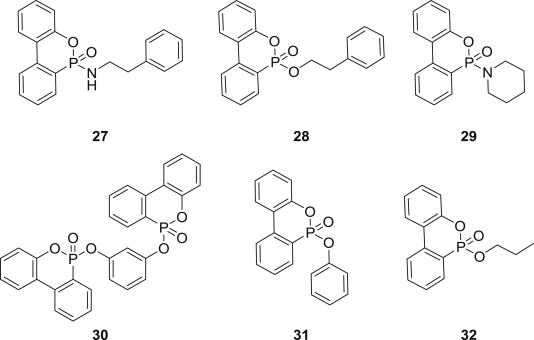 O O O
P O P O P O
N O N
H
27 28 29
O
P O
O O
O O
P O P O P O
O O O
30 31 32